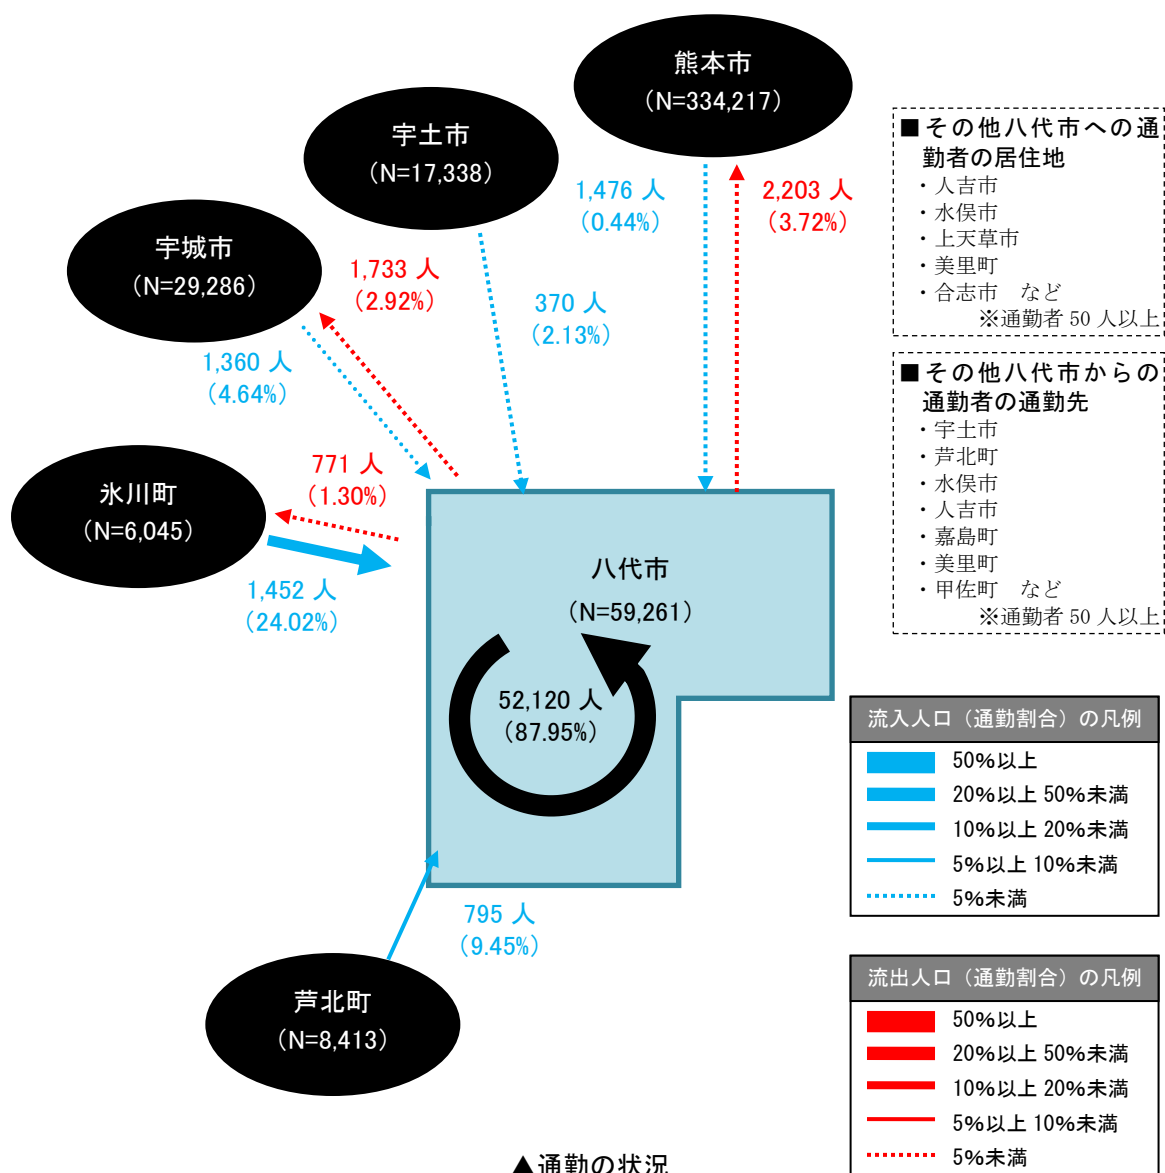 熊本市
(N=334,217)
宇土市
(N=17,338)
宇城市
(N=29,286)
氷川町
(N=6,045)
芦北町
(N=8,413)
八代市
(N=59,261)
52,120 人
(87.95%)
1,476 人
(0.44%)
2,203 人
(3.72%)
370 人
(2.13%)
1,733 人
(2.92%)
1,360 人
(4.64%)
771 人
(1.30%)
1,452 人
(24.02%)
795 人
(9.45%)
■その他八代市への通
勤者の居住地
・人吉市
・水俣市
・上天草市
・美里町
・合志市　など
※通勤者 50 人以上
■その他八代市からの
通勤者の通勤先
・宇土市
・芦北町
・水俣市
・人吉市
・嘉島町
・美里町
・甲佐町　など
※通勤者 50 人以上
流入人口（通勤割合）の凡例
50%以上
20%以上 50%未満
10%以上 20%未満
5%以上 10%未満
5%未満
流出人口（通勤割合）の凡例
50%以上
20%以上 50%未満
10%以上 20%未満
5%以上 10%未満
5%未満
▲通勤の状況